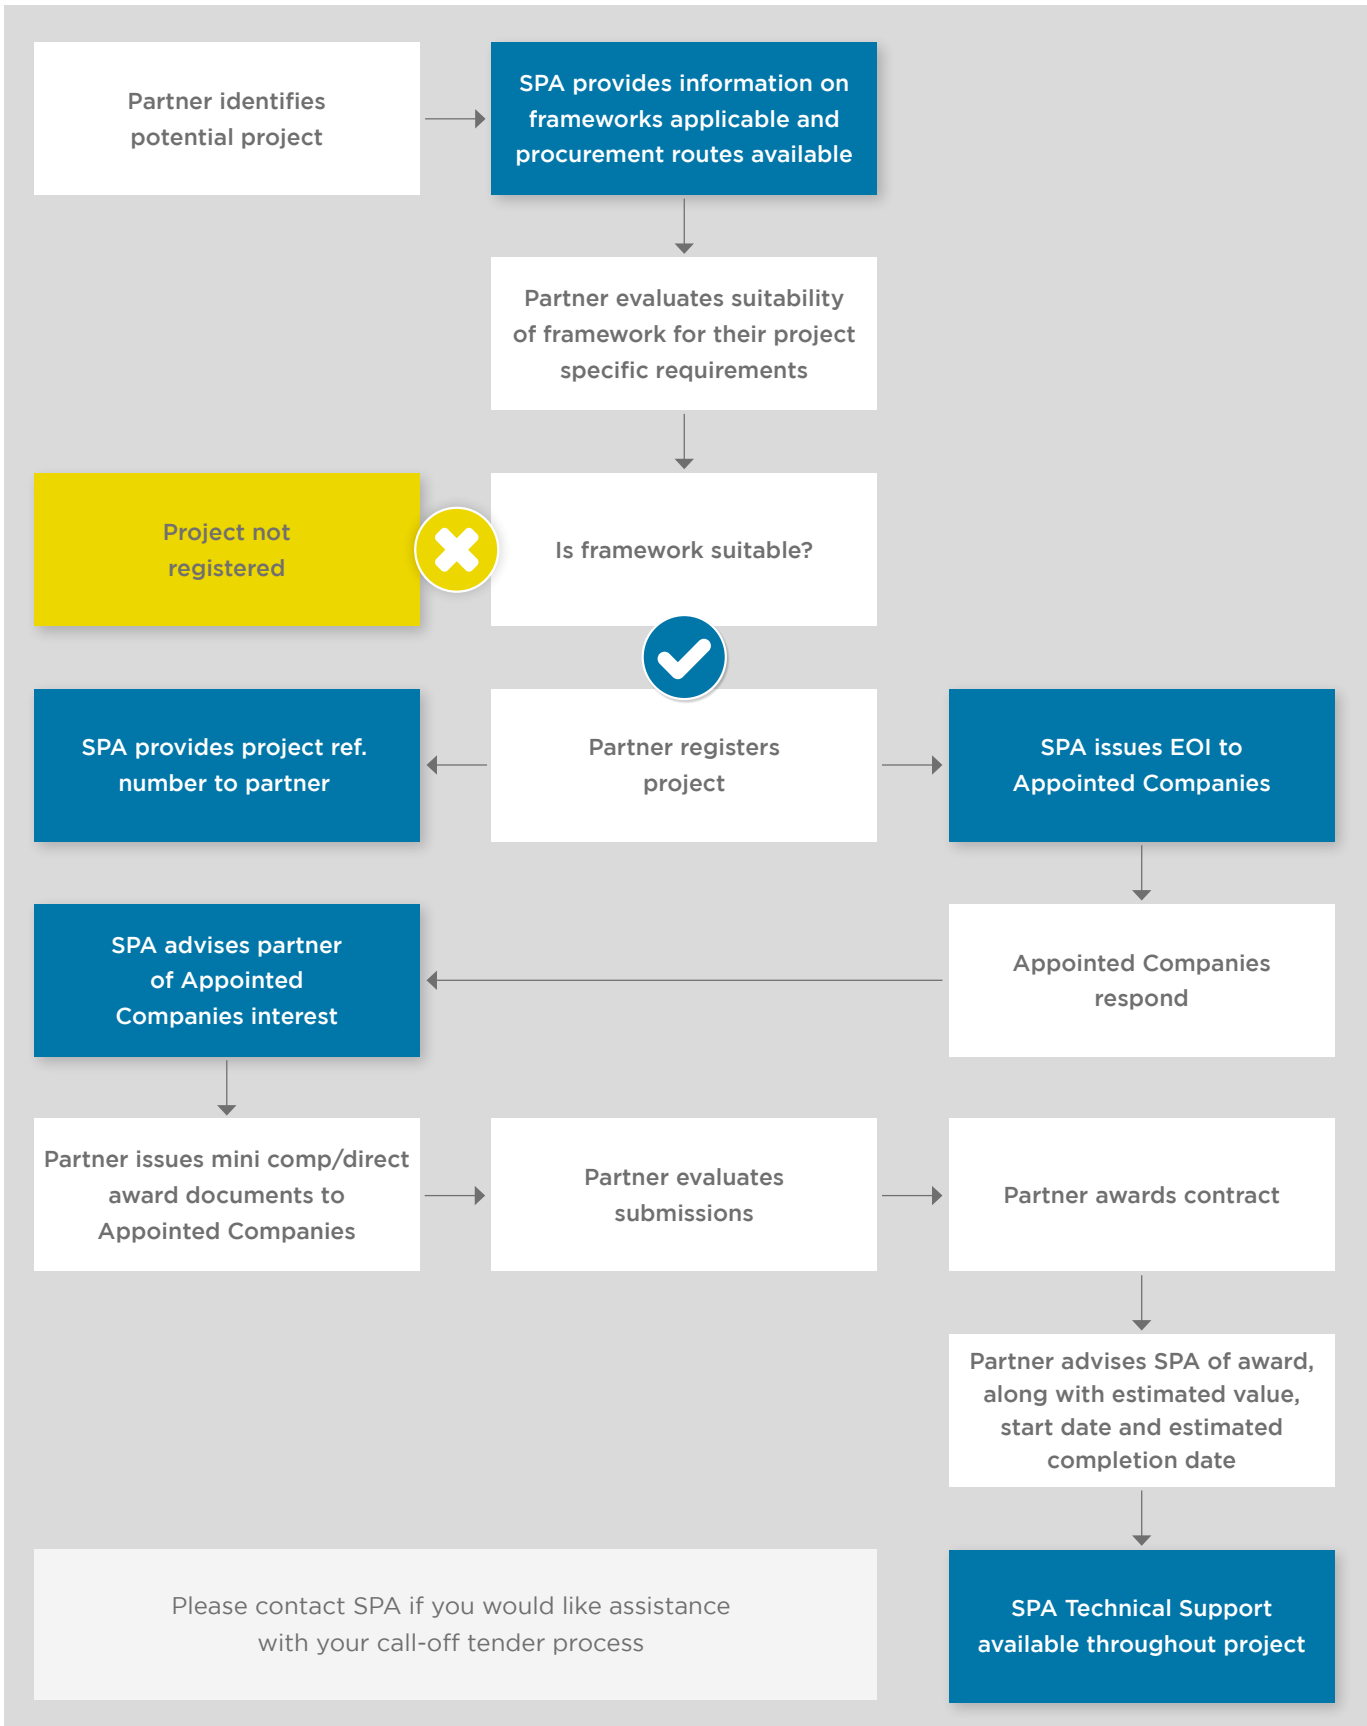 Partner identifies
potential project
SPA provides information on
frameworks applicable and
procurement routes available
Partner evaluates suitability
of framework for their project
specific requirements
Project not
registered
Is framework suitable?
SPA provides project ref.
number to partner
Partner registers
project
SPA issues EOI to
Appointed Companies
SPA advises partner
of Appointed
Companies interest
Appointed Companies
respond
Partner issues mini comp/direct
award documents to
Appointed Companies
Partner evaluates
submissions
Partner awards contract
Partner advises SPA of award,
along with estimated value,
start date and estimated
completion date
Please contact SPA if you would like assistance
with your call-off tender process
SPA Technical Support
available throughout project